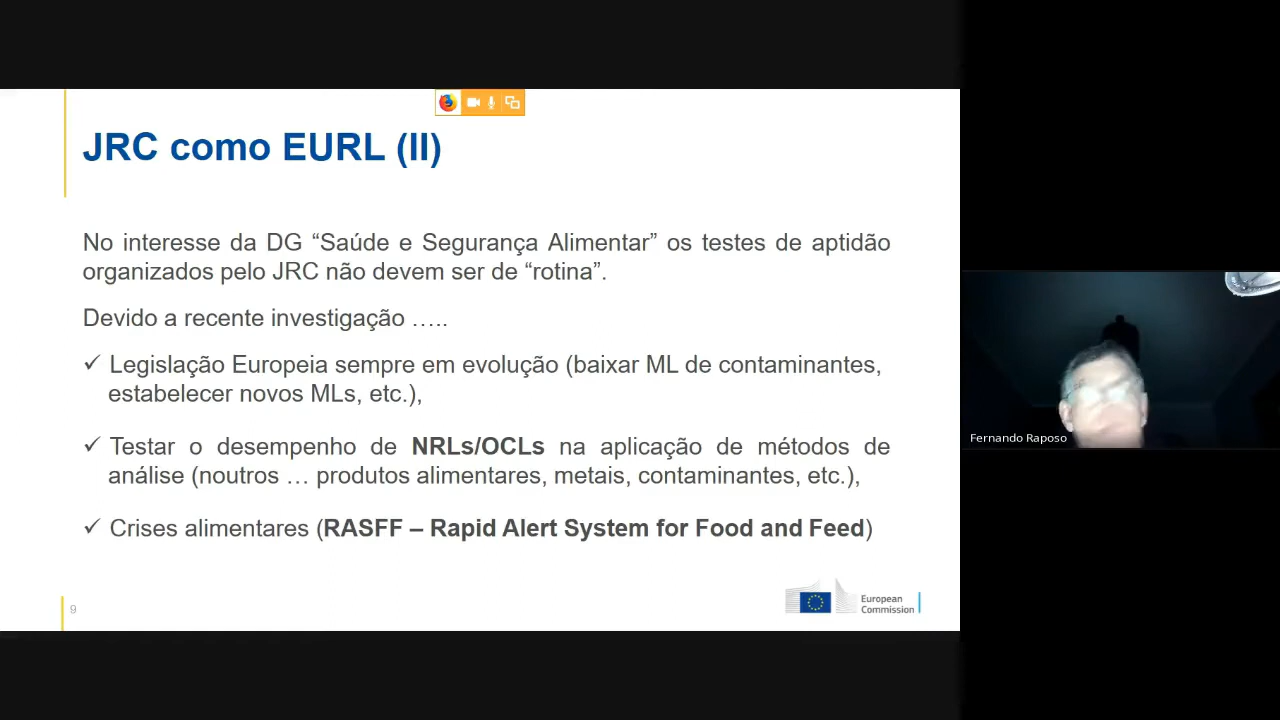 JRC como EURL (II)
No interesse da DG “Saúde e Segurança Alimentar” os testes de aptidão
organizados pelo JRC não devem ser de “rotina”.
Devido a recente investigação …..
✓ Legislação Europeia sempre em evolução (baixar ML de contaminantes,
estabelecer novos MLs, etc.),
✓ Testar o desempenho de NRLs/OCLs na aplicação de métodos de
análise (noutros … produtos alimentares, metais, contaminantes, etc.),
✓ Crises alimentares (RASFF – Rapid Alert System for Food and Feed)
9
European
Commission
Fernando Raposo